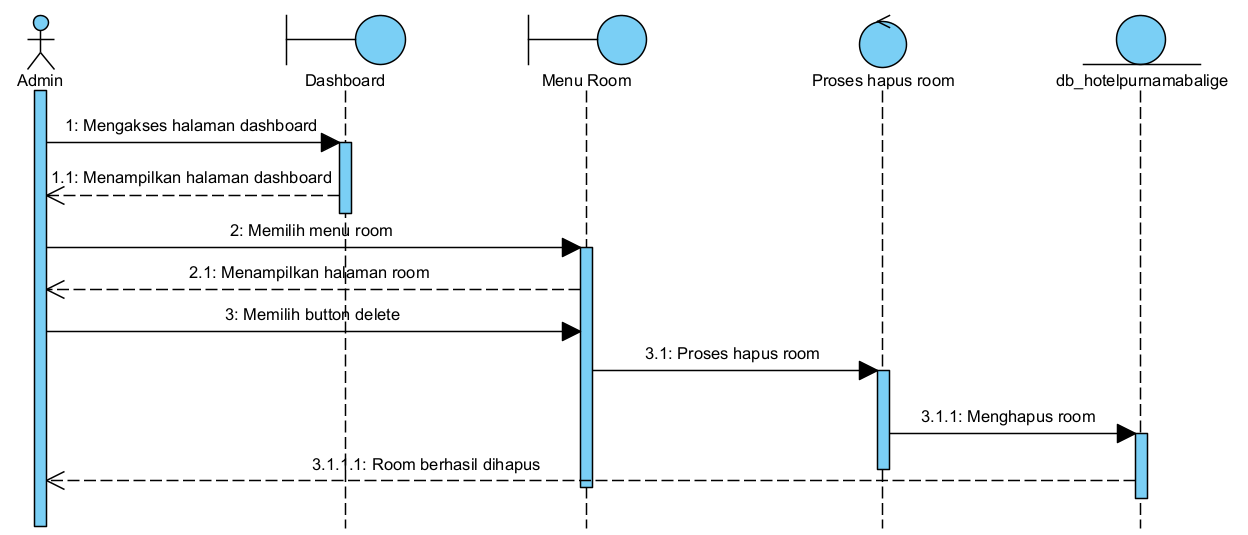 Admin
Dashboard
Menu Room
Proses hapus room
db_hotelpurnamabalige
1: Mengakses halaman dashboard
1.1: Menampilkan halaman dashboard
2: Memilih menu room
2.1: Menampilkan halaman room
3: Memilih button delete
3.1: Proses hapus room
3.1.1: Menghapus room
3.1.1.1: Room berhasil dihapus